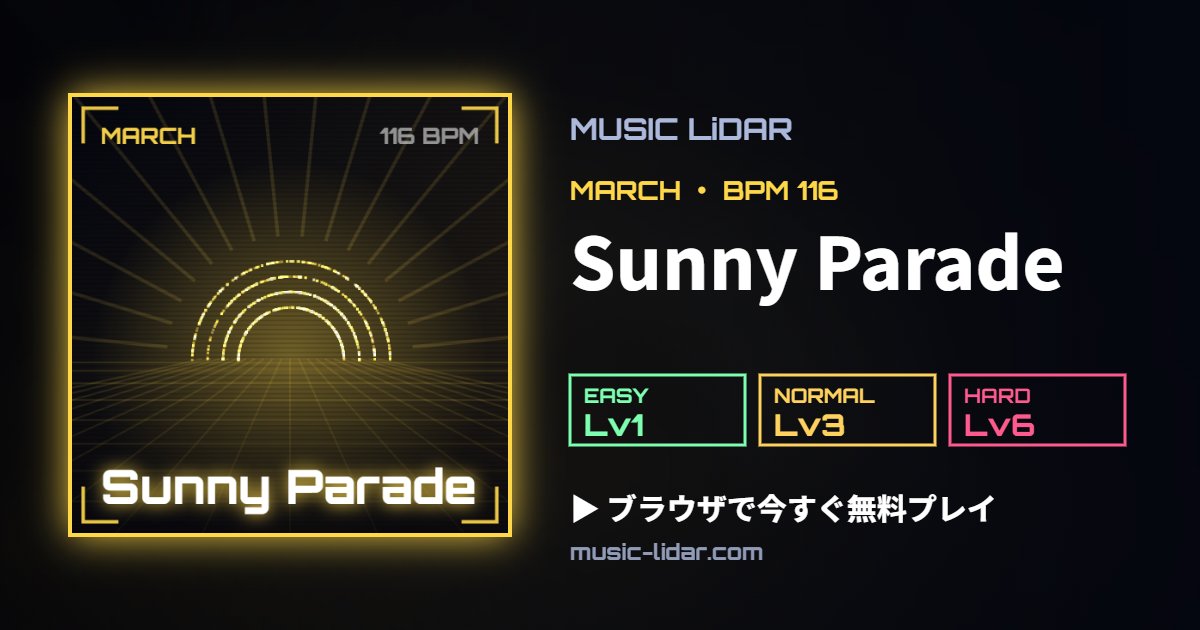 MARCH
116 BPM
Sunny Parade
MUSIC LiDAR
MARCH • BPM 116
Sunny Parade
EASY
Lv1
NORMAL
Lv3
HARD
Lv6
▶ ブラウザで今すぐ無料プレイ
music-lidar.com